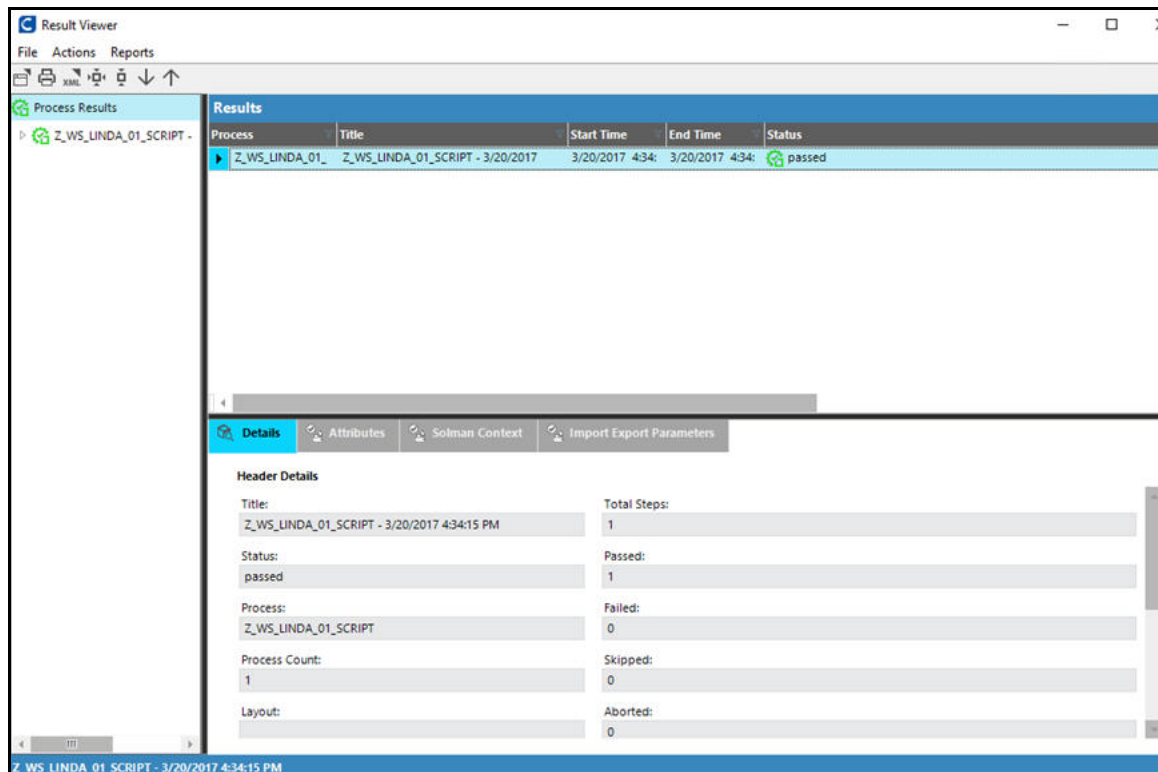 Result Viewer
File Actions Reports
XML
Process Results
Z_WS_LINDA_01_SCRIPT -
Results
Process Title Start Time End Time Status
Z_WS_LINDA_01_ Z_WS_LINDA_01_SCRIPT - 3/20/2017 3/20/2017 4:34: 3/20/2017 4:34: passed
Details Attributes Solman Context Import Export Parameters
Header Details
Title: Total Steps:
Z_WS_LINDA_01_SCRIPT - 3/20/2017 4:34:15 PM 1
Status: Passed:
passed 1
Process: Failed:
Z_WS_LINDA_01_SCRIPT 0
Process Count: Skipped:
1 0
Layout: Aborted:
0
Z_WS_LINDA_01_SCRIPT - 3/20/2017 4:34:15 PM